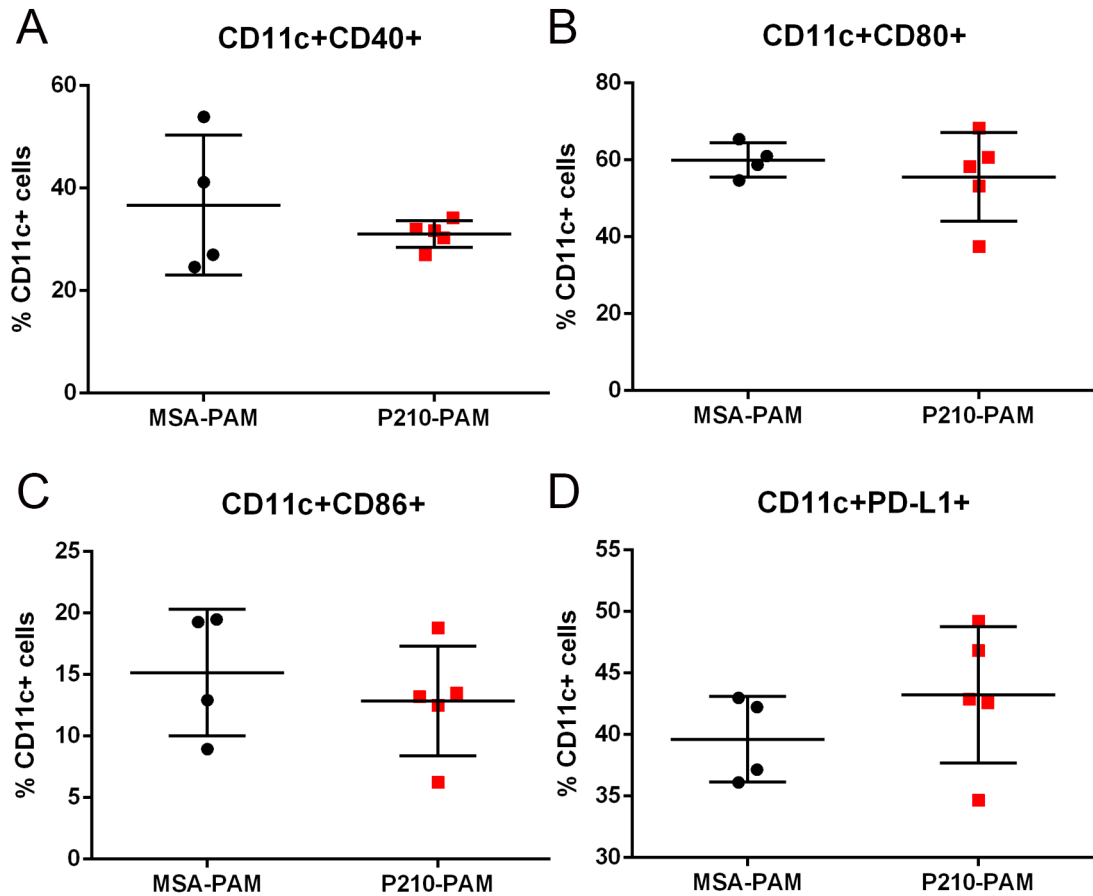 A
CD11c+CD40+
% CD11c+ cells
60
40
20
0
MSA-PAM
P210-PAM
B
CD11c+CD80+
% CD11c+ cells
80
60
40
20
0
MSA-PAM
P210-PAM
C
CD11c+CD86+
% CD11c+ cells
25
20
15
10
5
0
MSA-PAM
P210-PAM
D
CD11c+PD-L1+
% CD11c+ cells
55
50
45
40
35
30
MSA-PAM
P210-PAM